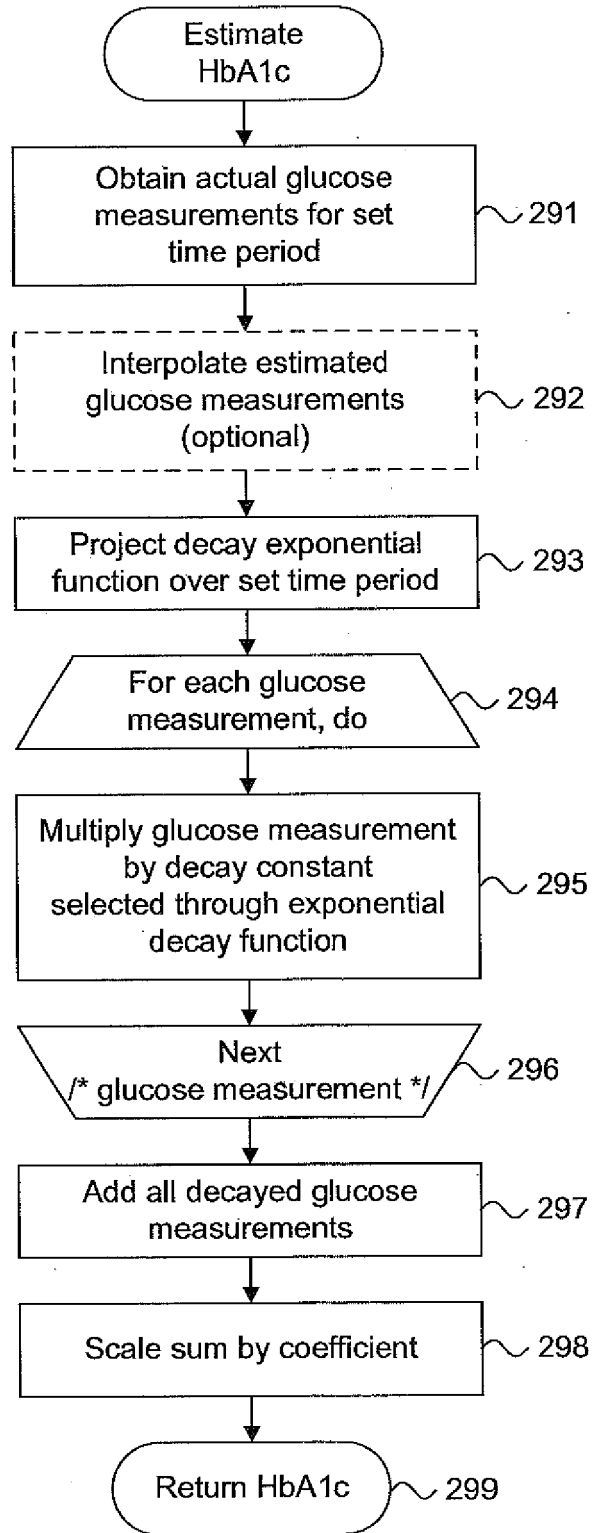 Estimate
HbA1c
Obtain actual glucose
measurements for set
time period
291
Interpolate estimated
glucose measurements
(optional)
292
Project decay exponential
function over set time period
293
For each glucose
measurement, do
294
Multiply glucose measurement
by decay constant
selected through exponential
decay function
295
Next
/* glucose measurement */
296
Add all decayed glucose
measurements
297
Scale sum by coefficient
298
Return HbA1c
299